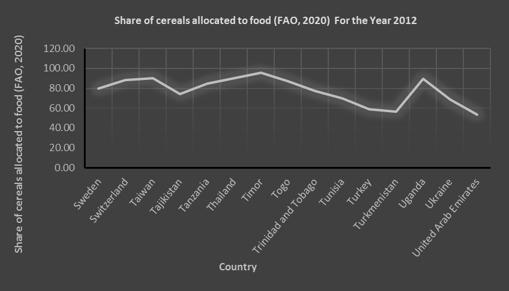 Share of cereals allocated to food (FAO, 2020)  For the Year 2012
Share of cereals allocated to food (FAO, 2020)
120.00
100.00
80.00
60.00
40.00
20.00
0.00
Sweden
Switzerland
Taiwan
Tajikistan
Tanzania
Thailand
Timor
Togo
Trinidad and Tobago
Tunisia
Turkey
Turkmenistan
Uganda
Ukraine
United Arab Emirates
Country